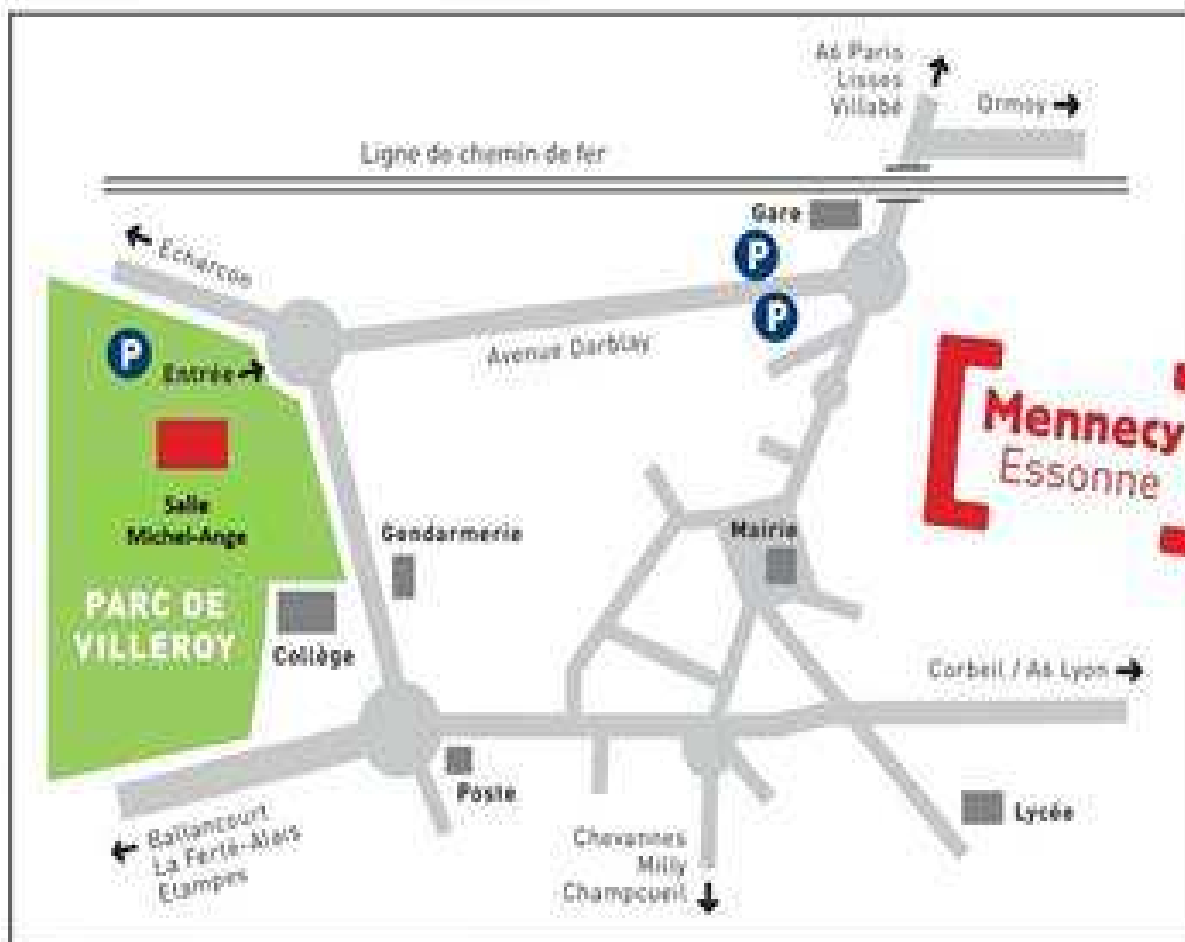 A6 Paris
Lisses
Villabé
Ormoy
Ligne de chemin de fer
Gare
P
Echarcon
P
P
Avenue Darblay
Entrée
Mennecy
Essonne
Salle
Michel-Ange
Gendarmerie
Mairie
PARC DE
VILLEROY
Collège
Corbeil / A6 Lyon
Poste
Lycée
Ballancourt
La Ferté-Alais
Etampes
Chevannes
Milly
Champcueil